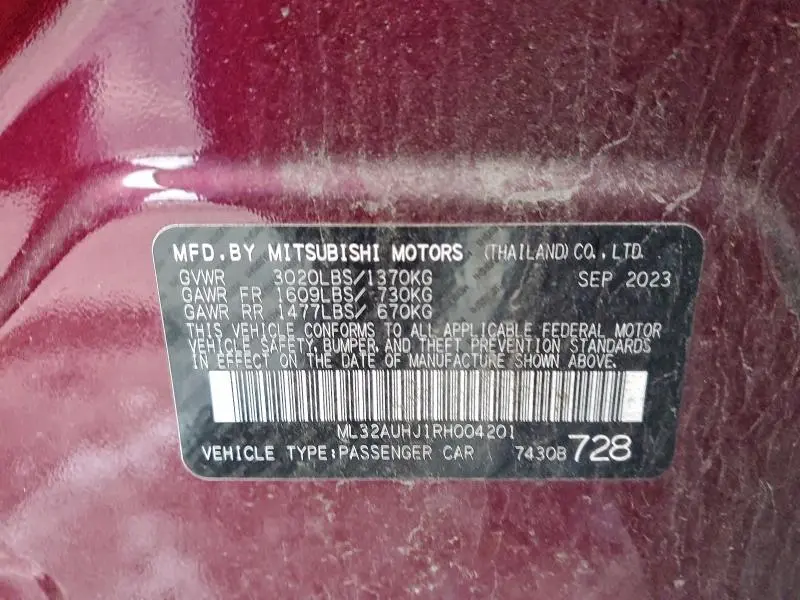 MFD.BY MITSUBISHI MOTORS (THAILAND)CO.,LTD.
GVWR 3020LBS/1370KG SEP 2023
GAWR FR 1609LBS/ 730KG
GAWR RR 1477LBS/ 670KG
THIS VEHICLE CONFORMS TO ALL APPLICABLE FEDERAL MOTOR
VEHICLE SAFETY, BUMPER, AND THEFT PREVENTION STANDARDS
IN EFFECT ON THE DATE OF MANUFACTURE SHOWN ABOVE.
ML32AUHJ1RH004201
VEHICLE TYPE:PASSENGER CAR 7430B 728